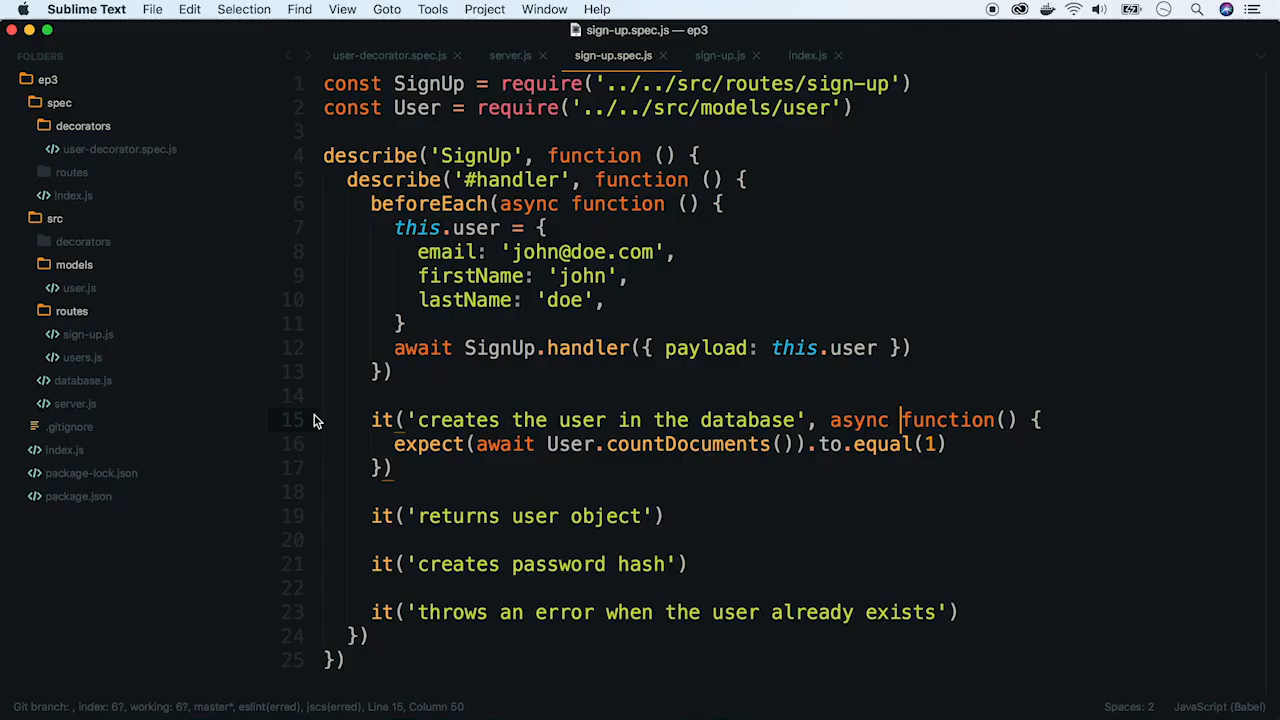 Sublime Text File Edit Selection Find View Goto Tools Project Window Help
sign-up.spec.js — ep3
FOLDERS
ep3
spec
decorators
user-decorator.spec.js
routes
index.js
src
decorators
models
user.js
routes
sign-up.js
users.js
database.js
server.js
.gitignore
index.js
package-lock.json
package.json
user-decorator.spec.js server.js sign-up.spec.js sign-up.js index.js
1 const SignUp = require('../../src/routes/sign-up')
2 const User = require('../../src/models/user')
3
4 describe('SignUp', function () {
5 describe('#handler', function () {
6 beforeEach(async function () {
7 this.user = {
8 email: 'john@doe.com',
9 firstName: 'john',
10 lastName: 'doe',
11 }
12 await SignUp.handler({ payload: this.user })
13 })
14
15 it('creates the user in the database', async function() {
16 expect(await User.countDocuments()).to.equal(1)
17 })
18
19 it('returns user object')
20
21 it('creates password hash')
22
23 it('throws an error when the user already exists')
24 })
25 })
Git branch: , index: 6?, working: 6?, master*, eslint(erred), jscs(erred), Line 15, Column 50 Spaces: 2 JavaScript (Babel)